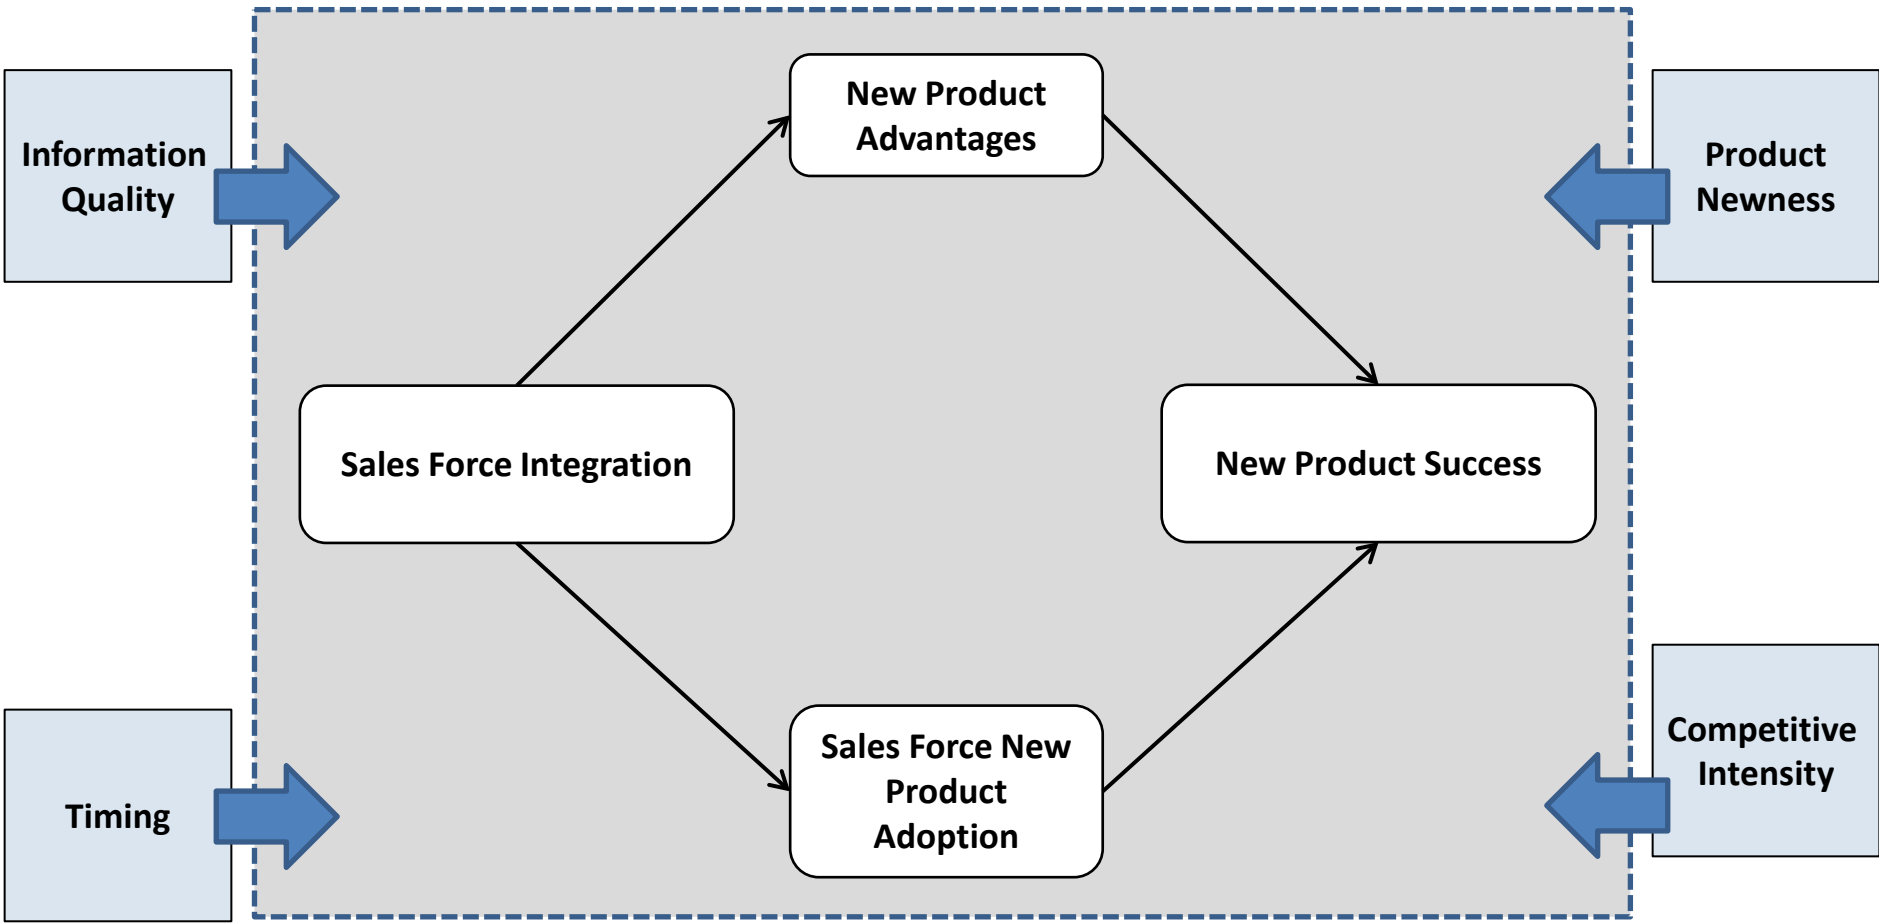 New Product
Advantages
Information
Quality
Product
Newness
Sales Force Integration
New Product Success
Sales Force New
Product
Adoption
Timing
Competitive
Intensity